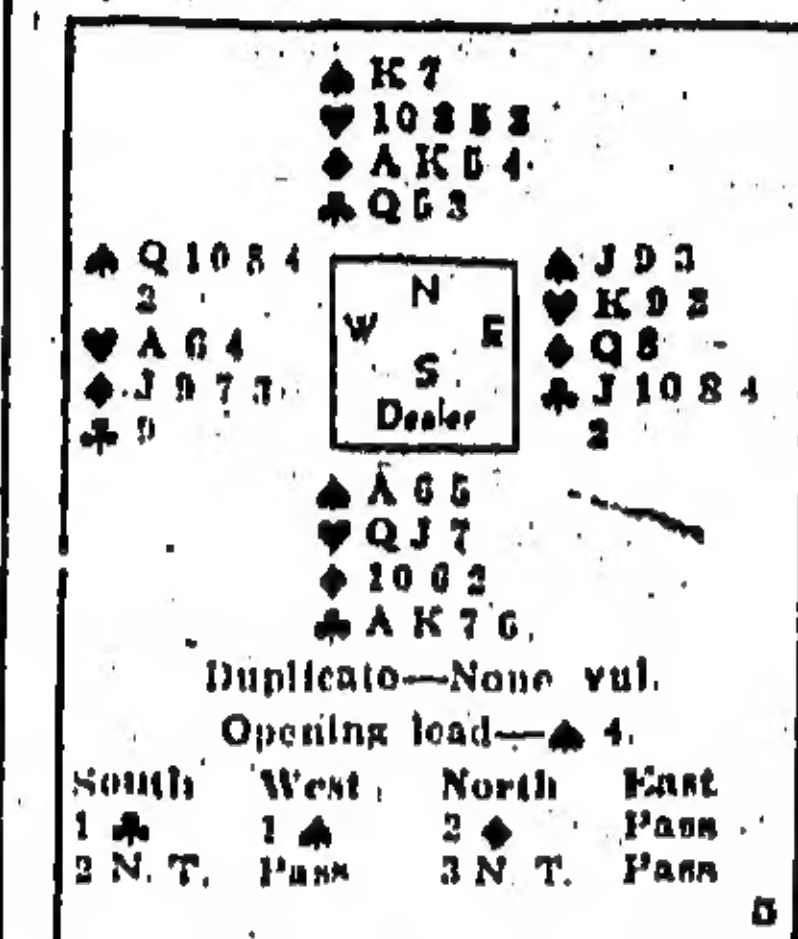 ♠ K 7
♥ 10 8 5 3
♦ A K 5 4
♣ Q 5 3
♠ Q 10 8 4
2
♥ A 6 4
♦ J 9 7 3
♣ 9
N
W E
S
Dealer
♠ J 9 3
♥ K 9 2
♦ Q 8
♣ J 10 8 4
2
♠ A 6 5
♥ Q J 7
♦ 10 6 2
♣ A K 7 6
Duplicate—None vul.
Opening lead—♠ 4.
South West North East
1 ♣ 1 ♠ 2 ♦ Pass
2 N. T. Pass 3 N. T. Pass
5